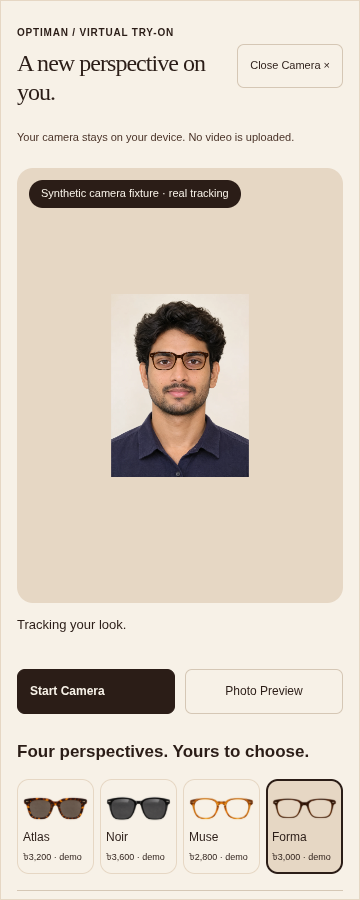 OPTIMAN / VIRTUAL TRY-ON
A new perspective on
you.
Close Camera ×
Your camera stays on your device. No video is uploaded.
Synthetic camera fixture · real tracking
Tracking your look.
Start Camera
Photo Preview
Four perspectives. Yours to choose.
Atlas
৳3,200 · demo
Noir
৳3,600 · demo
Muse
৳2,800 · demo
Forma
৳3,000 · demo